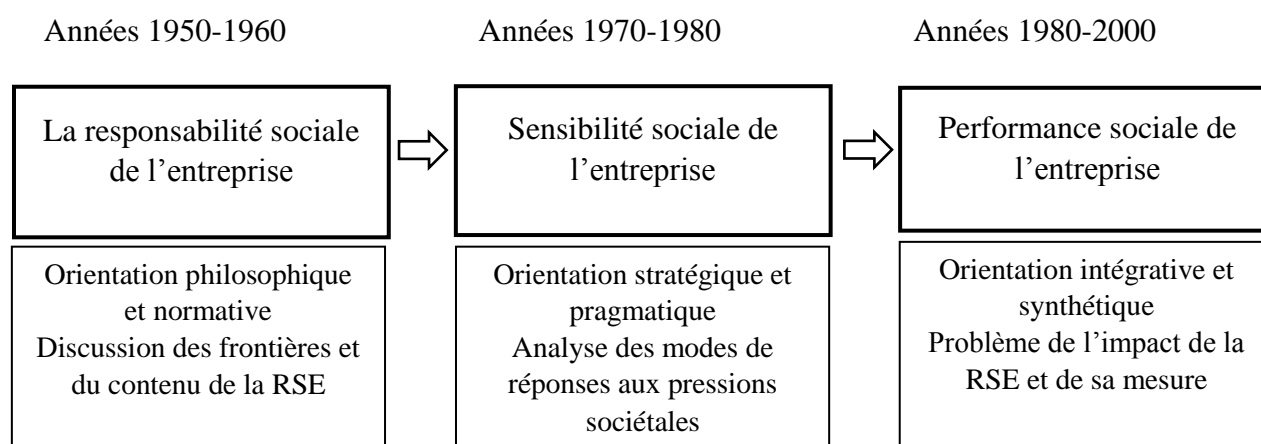 Années 1950-1960
Années 1970-1980
Années 1980-2000
La responsabilité sociale
de l’entreprise
Sensibilité sociale de
l’entreprise
Performance sociale de
l’entreprise
Orientation philosophique
et normative
Discussion des frontières et
du contenu de la RSE
Orientation stratégique et
pragmatique
Analyse des modes de
réponses aux pressions
sociétales
Orientation intégrative et
synthétique
Problème de l’impact de la
RSE et de sa mesure